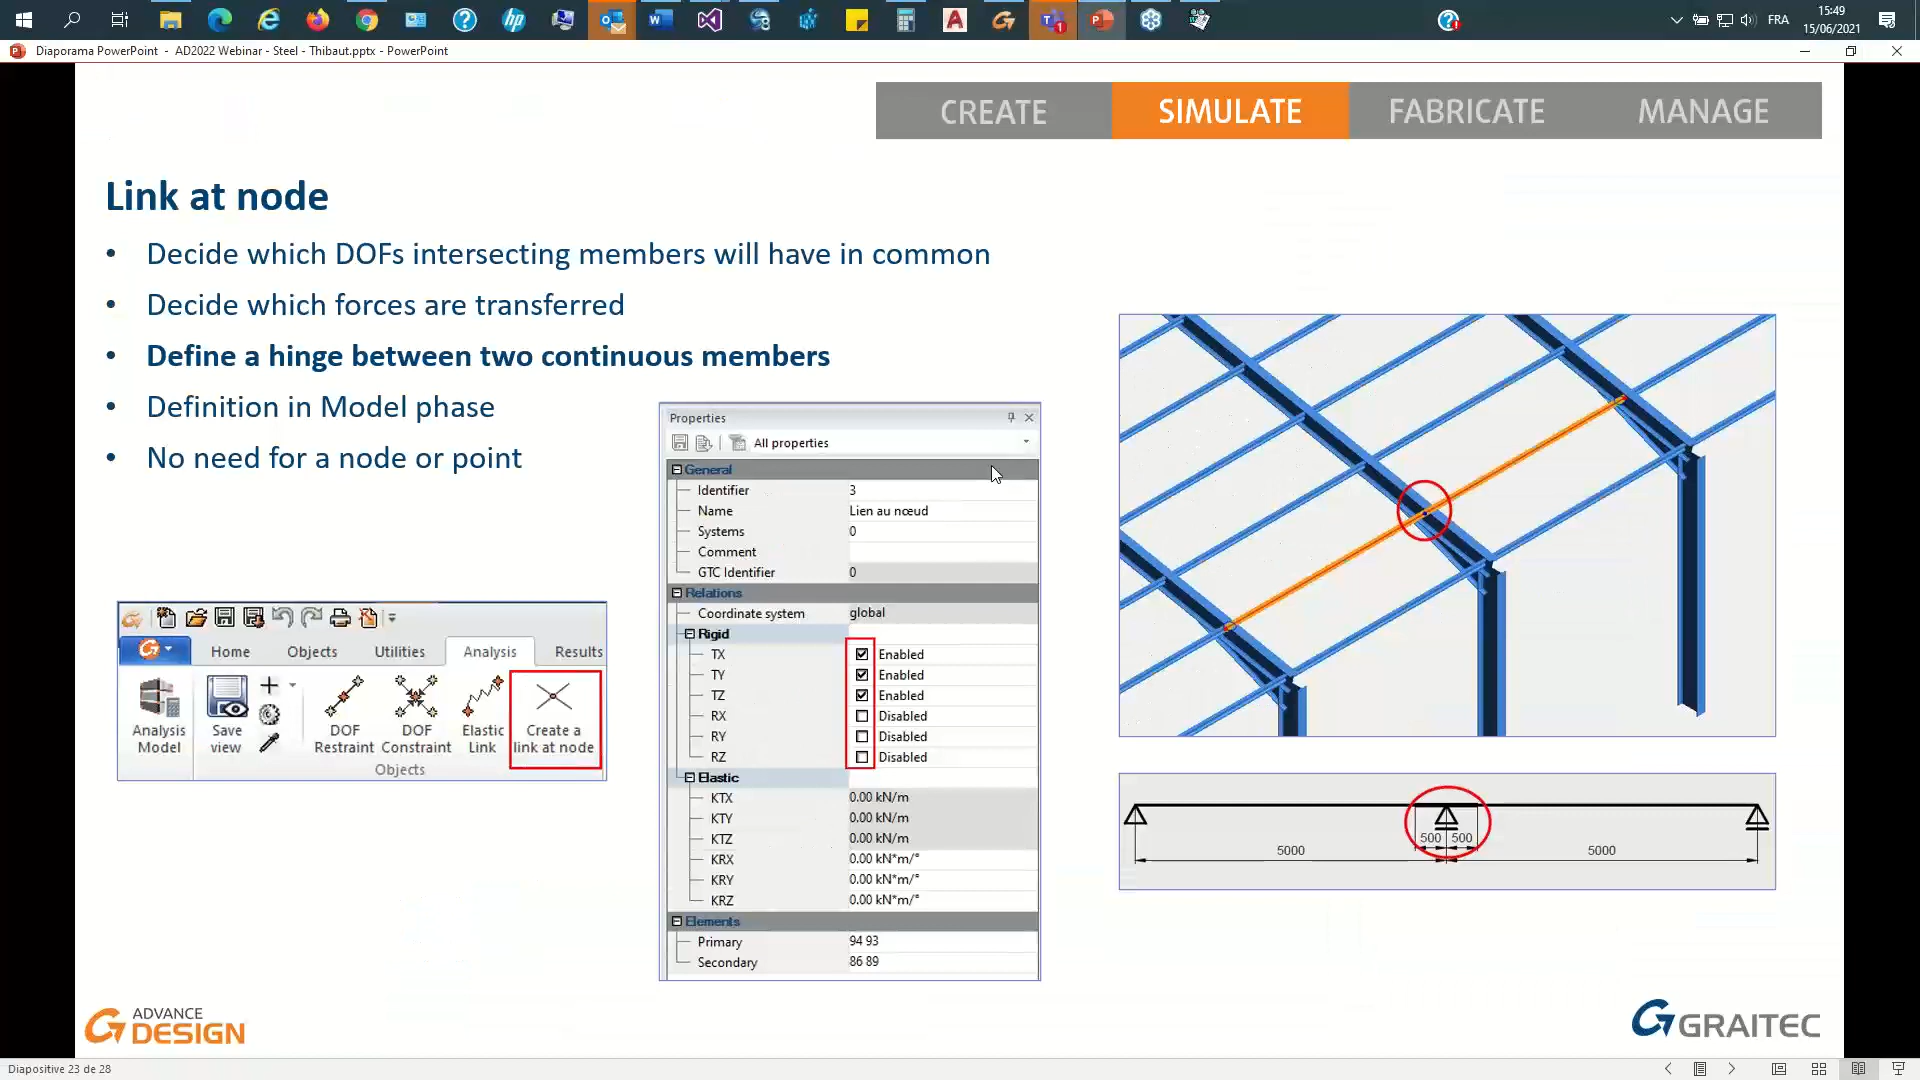 FRA
15:49
15/06/2021
Diaporama PowerPoint - AD2022 Webinar - Steel - Thibaut.pptx - PowerPoint
CREATE SIMULATE FABRICATE MANAGE
Link at node
• Decide which DOFs intersecting members will have in common
• Decide which forces are transferred
• Define a hinge between two continuous members
• Definition in Model phase
• No need for a node or point
Home Objects Utilities Analysis Results
Analysis Model
Save view
DOF Restraint
DOF Constraint
Elastic Link
Create a link at node
Objects
Properties
All properties
General
Identifier 3
Name Lien au nœud
Systems 0
Comment
GTC Identifier 0
Relations
Coordinate system global
Rigid
TX Enabled
TY Enabled
TZ Enabled
RX Disabled
RY Disabled
RZ Disabled
Elastic
KTX 0.00 kN/m
KTY 0.00 kN/m
KTZ 0.00 kN/m
KRX 0.00 kN*m/°
KRY 0.00 kN*m/°
KRZ 0.00 kN*m/°
Elements
Primary 94 93
Secondary 86 89
500 500
5000 5000
ADVANCE
DESIGN
GRAITEC
Diapositive 23 de 28